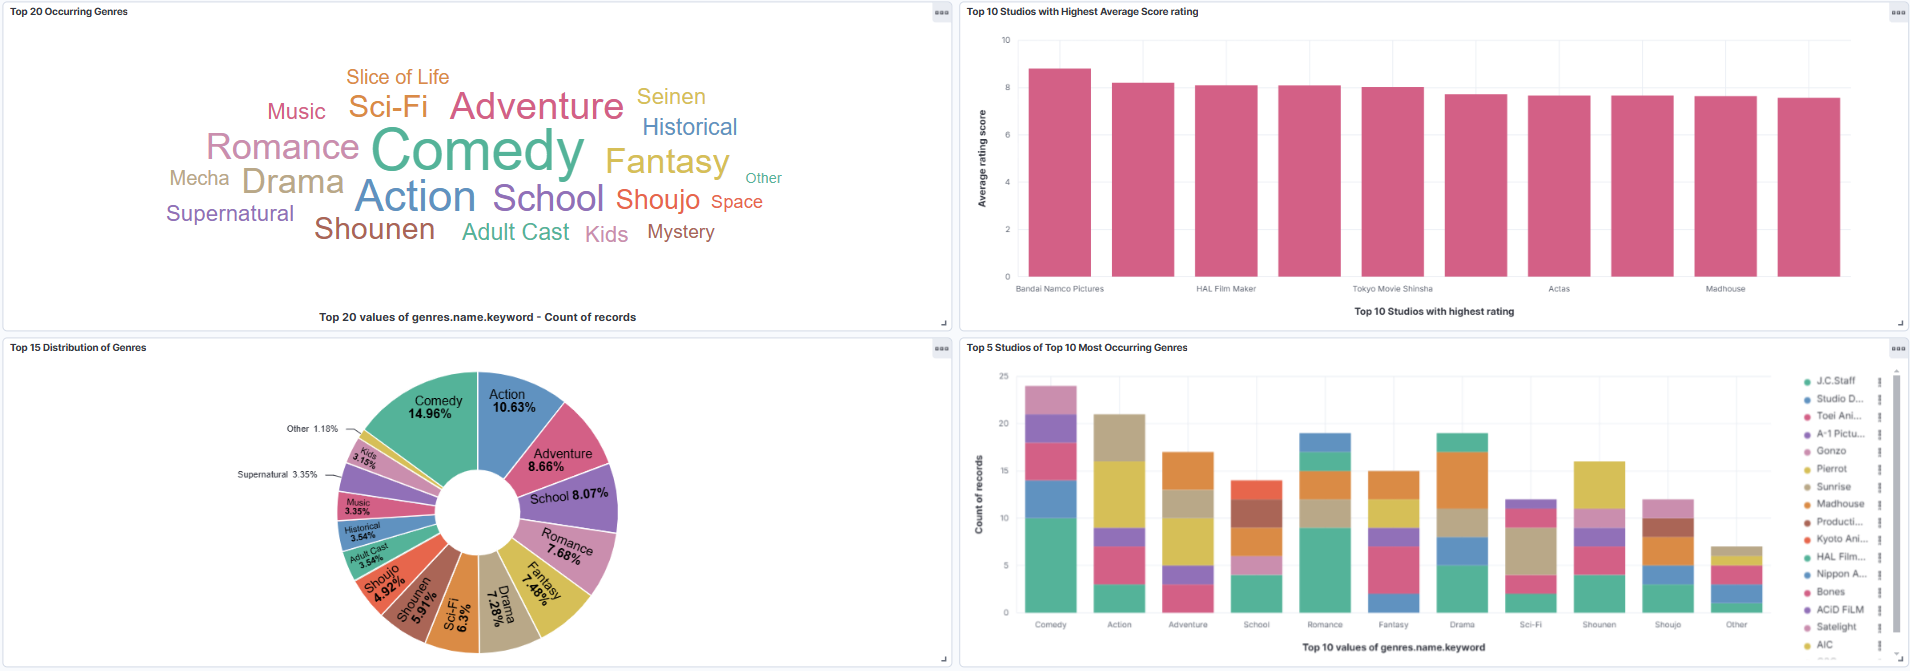 Top 20 Occurring Genres
Slice of Life
Music Sci-Fi Adventure Seinen
Historical
Romance Comedy Fantasy
Mecha Drama Other
Action School Shoujo Space
Supernatural
Shounen Adult Cast Kids Mystery
Top 20 values of genres.name.keyword - Count of records
Top 10 Studios with Highest Average Score rating
Average rating score
10
8
6
4
2
0
Bandai Namco Pictures HAL Film Maker Tokyo Movie Shinsha Actas Madhouse
Top 10 Studios with highest rating
Top 15 Distribution of Genres
Comedy
14.96%
Action
10.63%
Adventure
8.66%
School 8.07%
Romance
7.68%
Fantasy
7.48%
Drama
7.28%
Sci-Fi
6.3%
Shounen
5.91%
Shoujo
4.92%
Adult Cast
3.54%
Historical
3.54%
Music
3.35%
Supernatural 3.35%
Kids
3.15%
Other 1.18%
Top 5 Studios of Top 10 Most Occurring Genres
Count of records
25
20
15
10
5
0
Comedy Action Adventure School Romance Fantasy Drama Sci-Fi Shounen Shoujo Other
Top 10 values of genres.name.keyword
J.C.Staff
Studio D...
Toei Ani...
A-1 Pictu...
Gonzo
Pierrot
Sunrise
Madhouse
Producti...
Kyoto Ani...
HAL Film...
Nippon A...
Bones
ACiD FiLM
Satelight
AIC